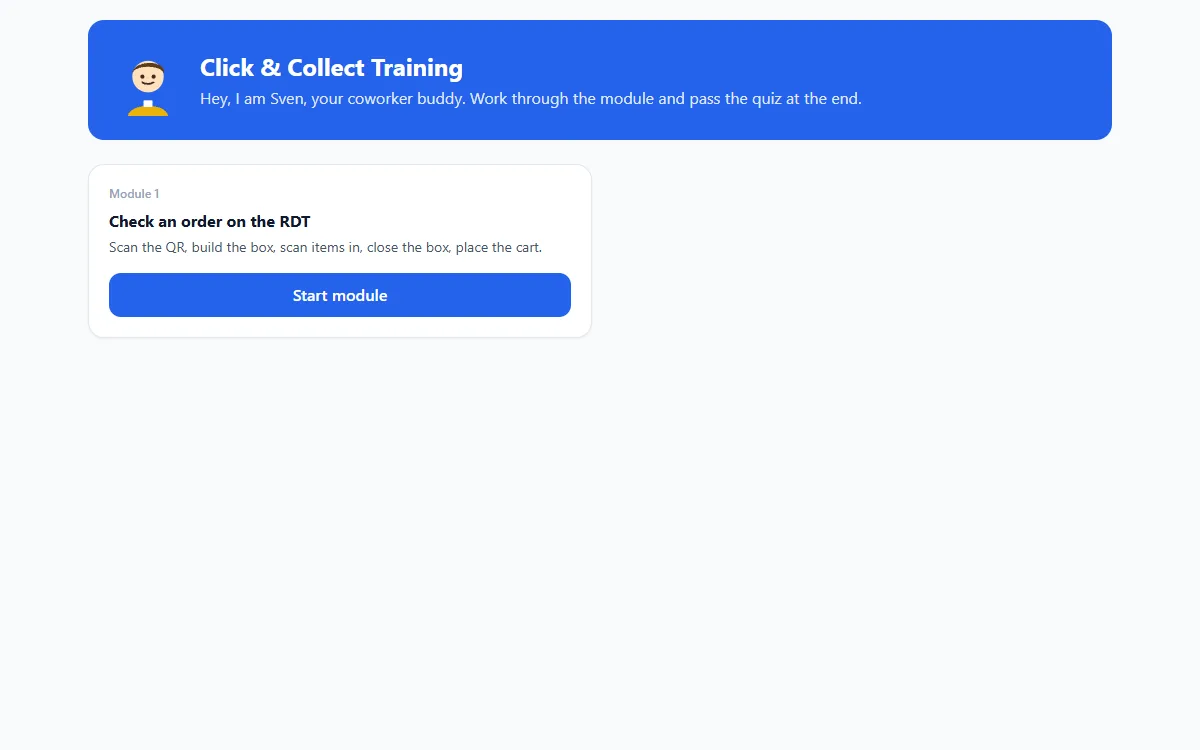 Click & Collect Training
Hey, I am Sven, your coworker buddy. Work through the module and pass the quiz at the end.
Module 1
Check an order on the RDT
Scan the QR, build the box, scan items in, close the box, place the cart.
Start module